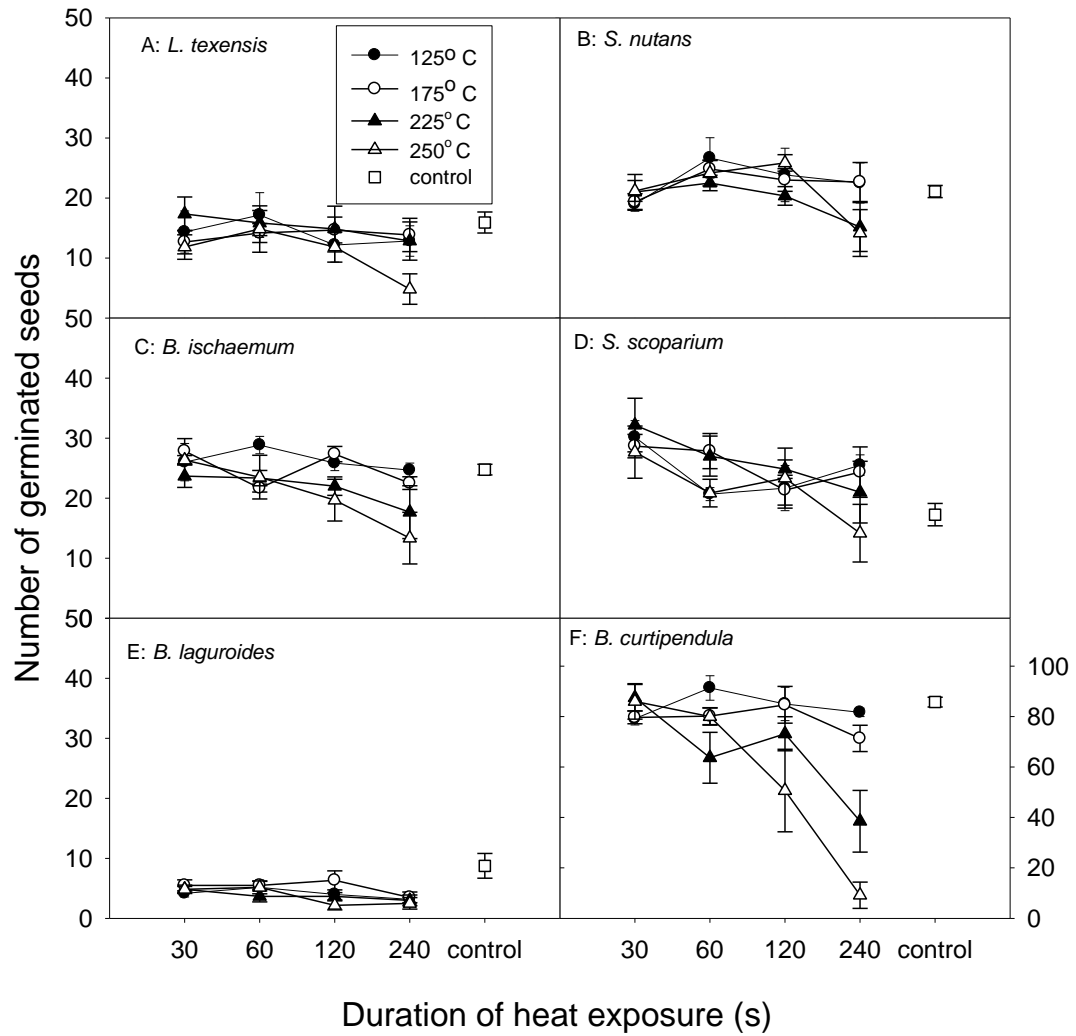 Number of germinated seeds
50
40
30
20
10
50
40
30
20
10
50
40
30
20
10
0
A: L. texensis
125o C
175o C
225° C
250° C
control
B: S. nutans
C: B. ischaemum
D: S. scoparium
E: B. laguroides
F: B. curtipendula
100
80
60
40
20
0
30 60 120 240 control
30 60 120 240 control
Duration of heat exposure (s)